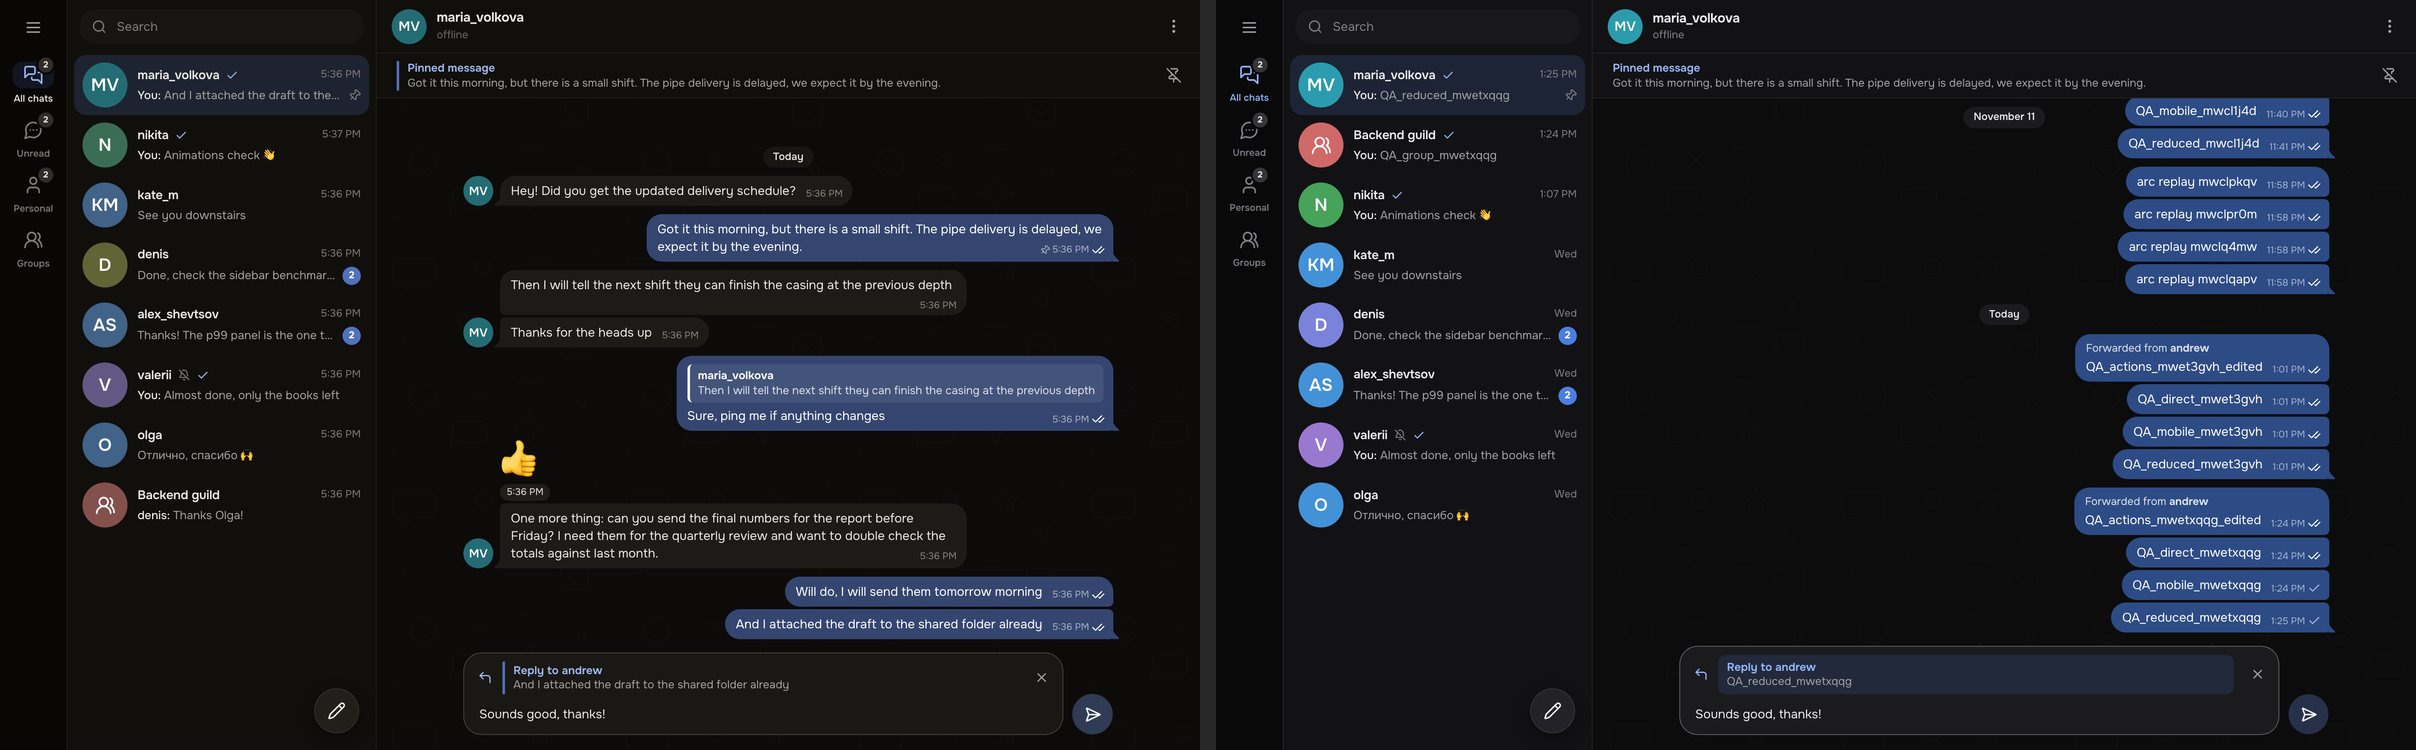 Search
2
All chats
2
Unread
2
Personal
Groups
MV
maria_volkova
5:36 PM
You: And I attached the draft to the...
N
nikita
5:37 PM
You: Animations check 👋
KM
kate_m
5:36 PM
See you downstairs
D
denis
5:36 PM
Done, check the sidebar benchmar...
2
AS
alex_shevtsov
5:36 PM
Thanks! The p99 panel is the one t...
2
V
valerii
5:36 PM
You: Almost done, only the books left
O
olga
5:36 PM
Отлично, спасибо 🙌
Backend guild
5:36 PM
denis: Thanks Olga!
MV
maria_volkova
offline
Pinned message
Got it this morning, but there is a small shift. The pipe delivery is delayed, we expect it by the evening.
Today
MV
Hey! Did you get the updated delivery schedule? 5:36 PM
Got it this morning, but there is a small shift. The pipe delivery is delayed, we
expect it by the evening.
5:36 PM
Then I will tell the next shift they can finish the casing at the previous depth
5:36 PM
MV
Thanks for the heads up 5:36 PM
maria_volkova
Then I will tell the next shift they can finish the casing at the previous depth
Sure, ping me if anything changes
5:36 PM
👍
5:36 PM
One more thing: can you send the final numbers for the report before
Friday? I need them for the quarterly review and want to double check the
totals against last month.
5:36 PM
MV
Will do, I will send them tomorrow morning 5:36 PM
And I attached the draft to the shared folder already 5:36 PM
Reply to andrew
And I attached the draft to the shared folder already
Sounds good, thanks!
Search
2
All chats
2
Unread
2
Personal
Groups
MV
maria_volkova
1:25 PM
You: QA_reduced_mwetxqqg
Backend guild
1:24 PM
You: QA_group_mwetxqqg
N
nikita
1:07 PM
You: Animations check 👋
KM
kate_m
Wed
See you downstairs
D
denis
Wed
Done, check the sidebar benchmar...
2
AS
alex_shevtsov
Wed
Thanks! The p99 panel is the one t...
2
V
valerii
Wed
You: Almost done, only the books left
O
olga
Wed
Отлично, спасибо 🙌
MV
maria_volkova
offline
Pinned message
Got it this morning, but there is a small shift. The pipe delivery is delayed, we expect it by the evening.
November 11
QA_mobile_mwcl1j4d 11:40 PM
QA_reduced_mwcl1j4d 11:41 PM
arc replay mwclpkqv 11:58 PM
arc replay mwclpr0m 11:58 PM
arc replay mwclq4mw 11:58 PM
arc replay mwclqapv 11:58 PM
Today
Forwarded from andrew
QA_actions_mwet3gvh_edited 1:01 PM
QA_direct_mwet3gvh 1:01 PM
QA_mobile_mwet3gvh 1:01 PM
QA_reduced_mwet3gvh 1:01 PM
Forwarded from andrew
QA_actions_mwetxqqg_edited 1:24 PM
QA_direct_mwetxqqg 1:24 PM
QA_mobile_mwetxqqg 1:24 PM
QA_reduced_mwetxqqg 1:25 PM
Reply to andrew
QA_reduced_mwetxqqg
Sounds good, thanks!